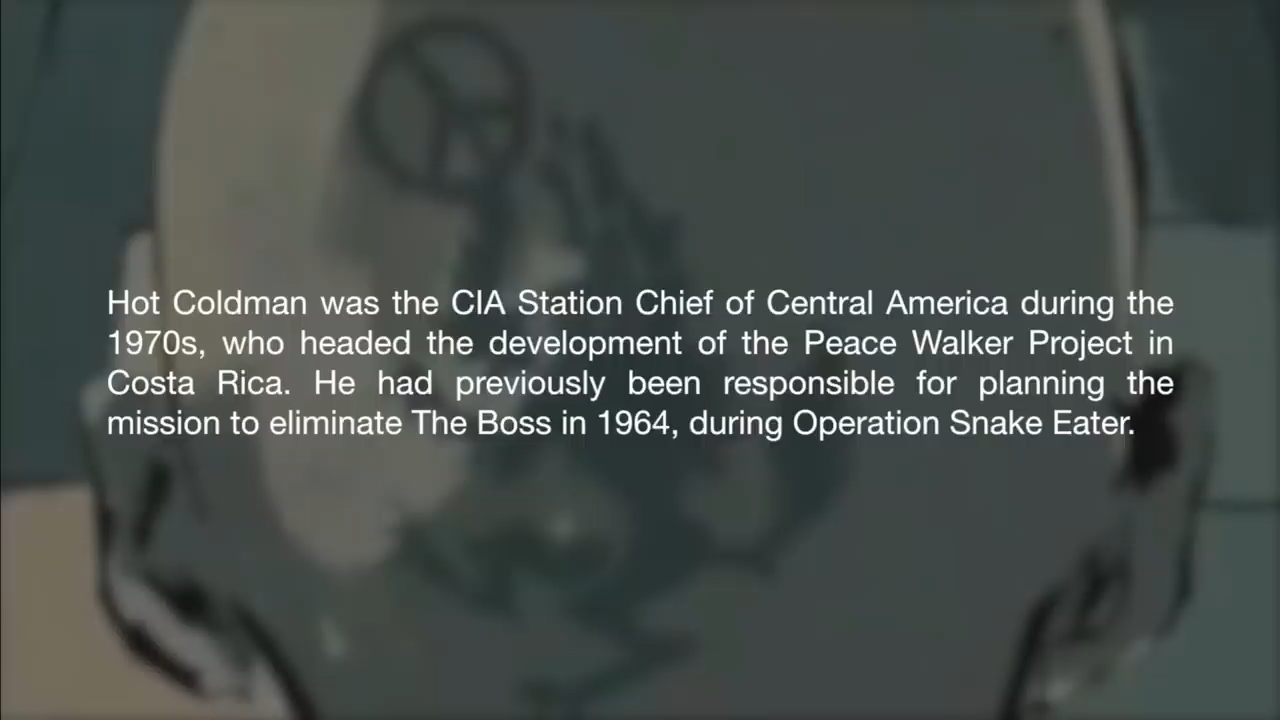 Hot Coldman was the CIA Station Chief of Central America during the
1970s, who headed the development of the Peace Walker Project in
Costa Rica. He had previously been responsible for planning the
mission to eliminate The Boss in 1964, during Operation Snake Eater.